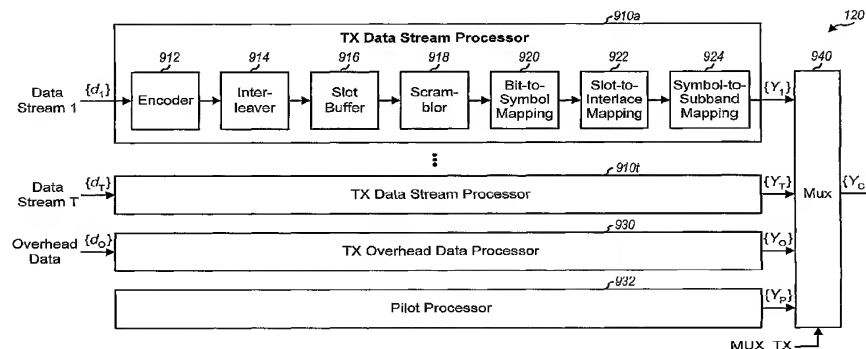 910a
120
TX Data Stream Processor
912 914 916 918 920 922 924 940
Data Stream 1
{d1}
Encoder
Inter-
leaver
Slot
Buffer
Scram-
blor
Bit-to-
Symbol
Mapping
Slot-to-
Interlace
Mapping
Symbol-to-
Subband
Mapping
{Y1}
910t
Data
Stream T
{dT}
TX Data Stream Processor
{YT}
Mux
{YC
930
Overhead
Data
{dO}
TX Overhead Data Processor
{YO}
932
Pilot Processor
{YP}
MUX_TX